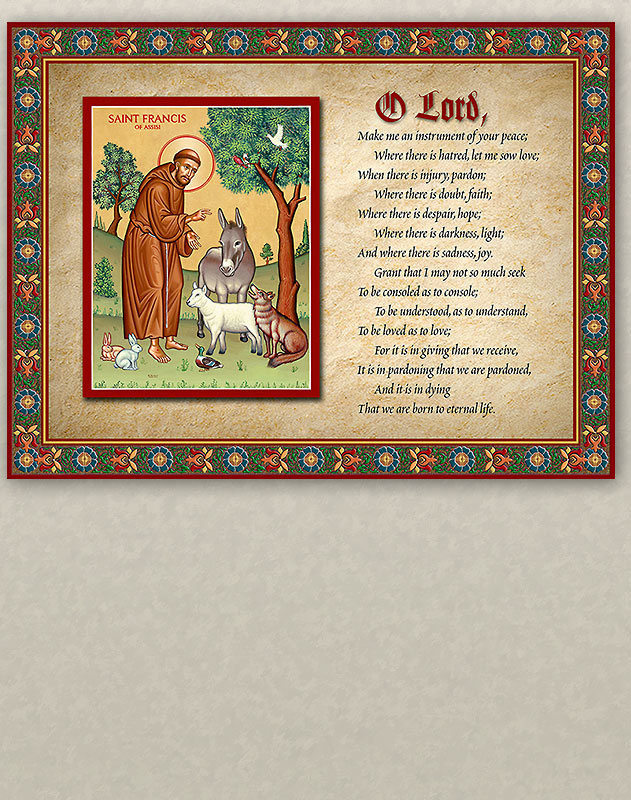 SAINT FRANCIS
OF ASSISI
O Lord,
Make me an instrument of your peace;
Where there is hatred, let me sow love;
When there is injury, pardon;
Where there is doubt, faith;
Where there is despair, hope;
Where there is darkness, light;
And where there is sadness, joy.
Grant that I may not so much seek
To be consoled as to console;
To be understood, as to understand,
To be loved as to love;
For it is in giving that we receive,
It is in pardoning that we are pardoned,
And it is in dying
That we are born to eternal life.